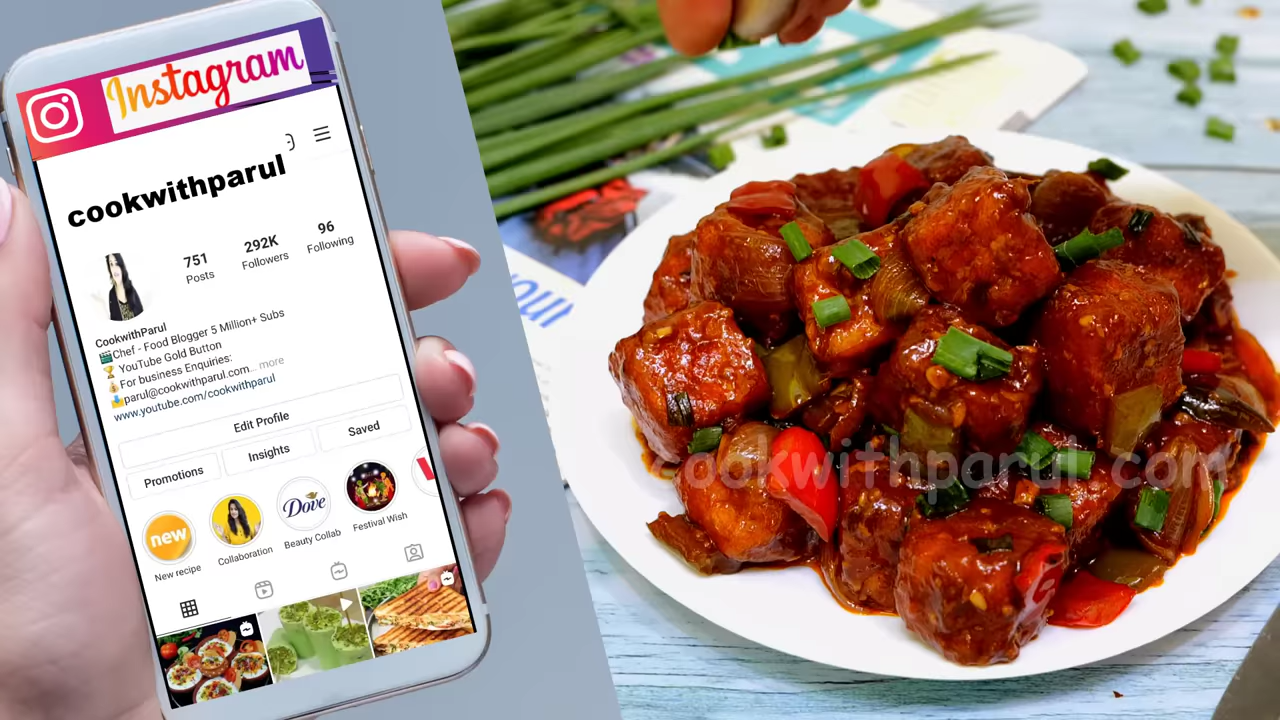 Instagram
cookwithparul
751
Posts
292K
Followers
96
Following
CookwithParul
Chef - Food Blogger 5 Million+ Subs
YouTube Gold Button
For business Enquiries:
parul@cookwithparul.com... more
www.youtube.com/cookwithparul
Edit Profile
Promotions
Insights
Saved
new
Dove
New recipe
Collaboration
Beauty Collab
Festival Wish
cookwithparul.com